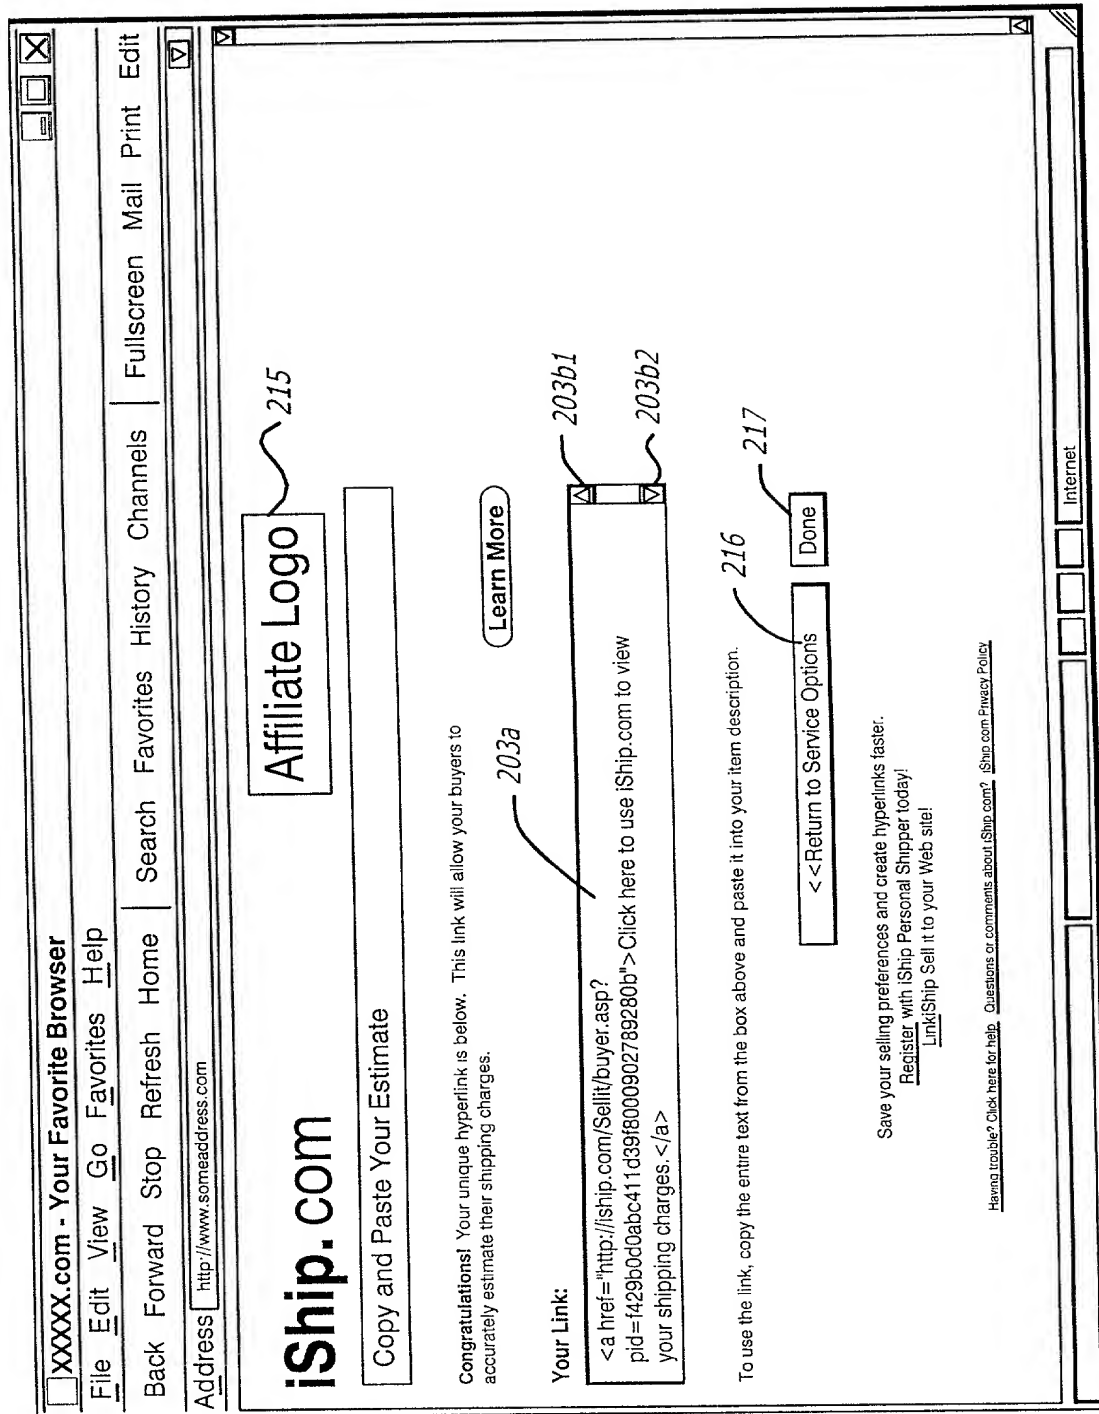 XXXXX.com - Your Favorite Browser
File Edit View Go Favorites Help
Back Forward Stop Refresh Home Search Favorites History Channels Fullscreen Mail Print Edit
Address http://www.someaddress.com
iShip.com
Affiliate Logo
215
Copy and Paste Your Estimate
Congratulations! Your unique hyperlink is below. This link will allow your buyers to
accurately estimate their shipping charges.
Learn More
203a
203b1
Your Link:
<a href="http://iship.com/Sellit/buyer.asp?
pid=f429b0d0abc411d39f8000902789280b">Click here to use iShip.com to view
your shipping charges.</a>
203b2
To use the link, copy the entire text from the box above and paste it into your item description.
216
217
<<Return to Service Options
Done
Save your selling preferences and create hyperlinks faster.
Register with iShip Personal Shipper today!
LinkiShip Sell it to your Web site!
Having trouble? Click here for help Questions or comments about iShip com? iShip com Privacy Policy
Internet